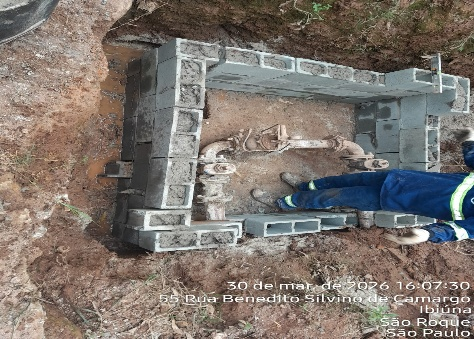 30 de mar. de 2026 16:07:30
55 Rua Benedito Silvino de Camargo
Ibiúna
São Roque
São Paulo